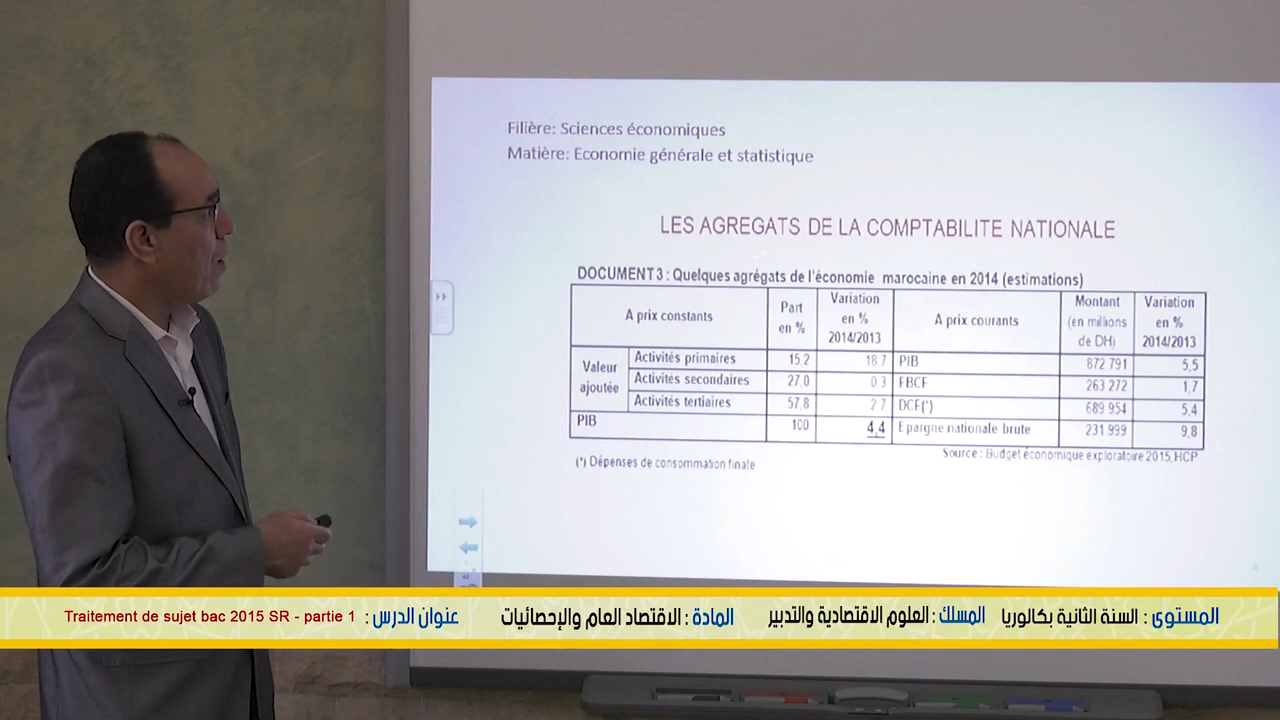 Filière: Sciences économiques
Matière: Economie générale et statistique
LES AGREGATS DE LA COMPTABILITE NATIONALE
DOCUMENT 3 : Quelques agrégats de l'économie marocaine en 2014 (estimations)
A prix constants Part en % Variation en % 2014/2013 A prix courants Montant (en millions de DH) Variation en % 2014/2013
Valeur ajoutée
Activités primaires 15,2 18,7 PIB 872 791 5,5
Activités secondaires 27,0 0,3 FBCF 263 272 1,7
Activités tertiaires 57,8 2,7 DCF(*) 689 954 5,4
PIB 100 4,4 Epargne nationale brute 231 999 9,8
(*) Dépenses de consommation finale
Source : Budget économique exploratoire 2015, HCP
المستوى : السنة الثانية بكالوريا المسلك : العلوم الاقتصادية والتدبير المادة : الاقتصاد العام والإحصائيات عنوان الدرس : Traitement de sujet bac 2015 SR - partie 1